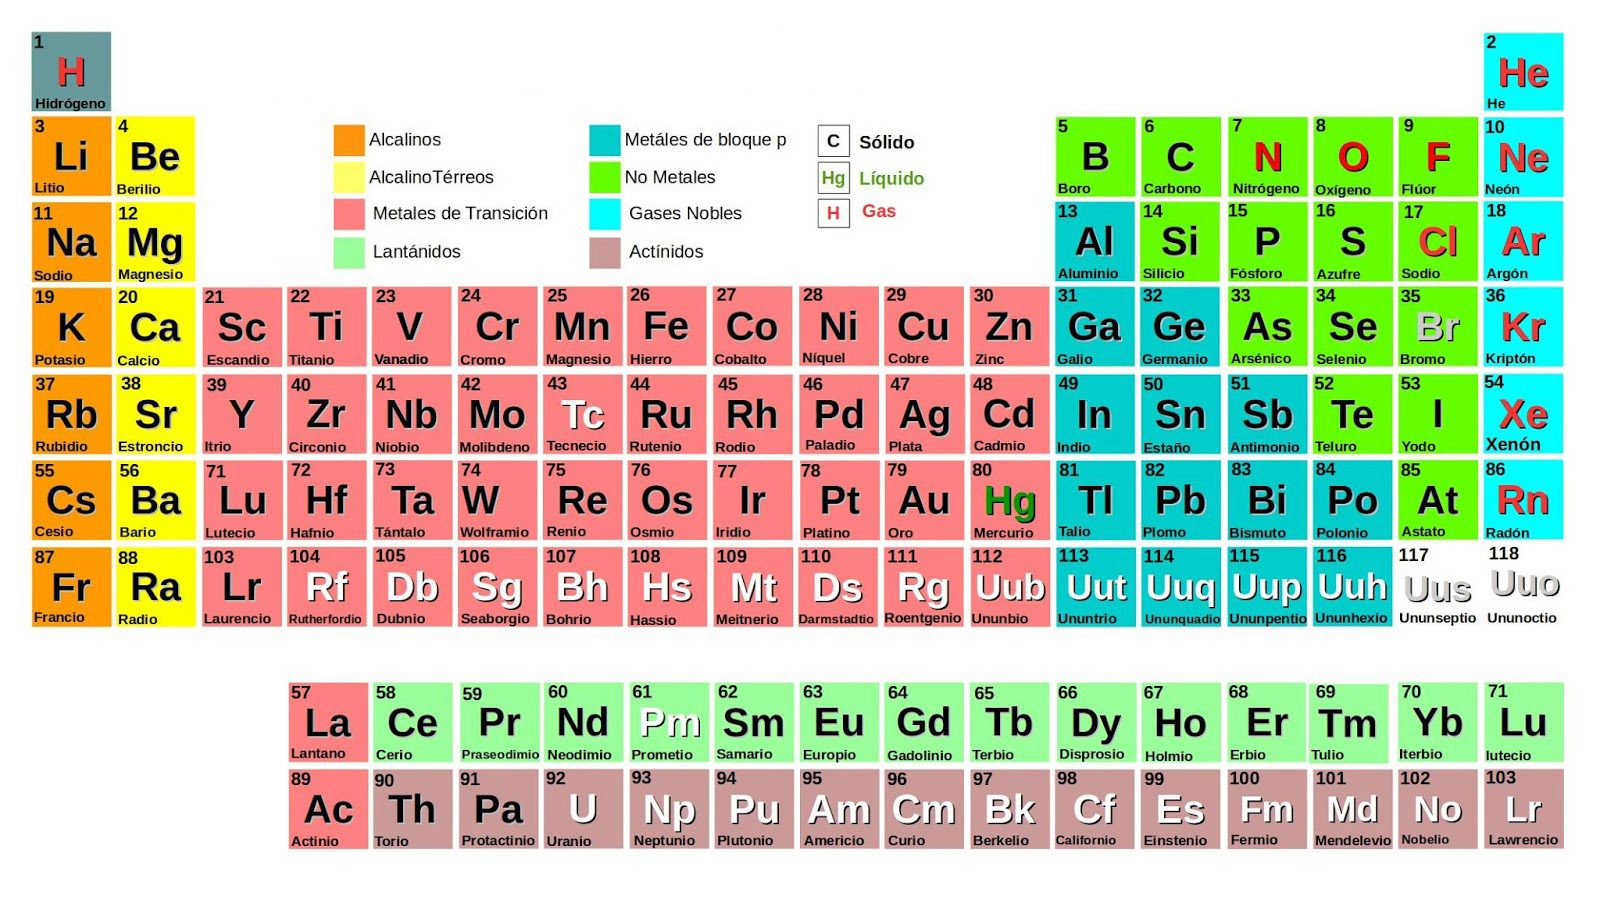 1 2
H He
Hidrógeno He
3 4 5 6 7 8 9 10
Li Be B C N O F Ne
Litio Berilio Boro Carbono Nitrógeno Oxígeno Flúor Neón
Alcalinos Metáles de bloque p C Sólido
AlcalinoTérreos No Metales Hg Líquido
Metales de Transición Gases Nobles H Gas
Lantánidos Actínidos
11 12 13 14 15 16 17 18
Na Mg Al Si P S Cl Ar
Sodio Magnesio Aluminio Silicio Fósforo Azufre Sodio Argón
19 20 21 22 23 24 25 26 27 28 29 30 31 32 33 34 35 36
K Ca Sc Ti V Cr Mn Fe Co Ni Cu Zn Ga Ge As Se Br Kr
Potasio Calcio Escandio Titanio Vanadio Cromo Magnesio Hierro Cobalto Níquel Cobre Zinc Galio Germanio Arsénico Selenio Bromo Kriptón
37 38 39 40 41 42 43 44 45 46 47 48 49 50 51 52 53 54
Rb Sr Y Zr Nb Mo Tc Ru Rh Pd Ag Cd In Sn Sb Te I Xe
Rubidio Estroncio Itrio Circonio Niobio Molibdeno Tecnecio Rutenio Rodio Paladio Plata Cadmio Indio Estaño Antimonio Teluro Yodo Xenón
55 56 71 72 73 74 75 76 77 78 79 80 81 82 83 84 85 86
Cs Ba Lu Hf Ta W Re Os Ir Pt Au Hg Tl Pb Bi Po At Rn
Cesio Bario Lutecio Hafnio Tántalo Wolframio Renio Osmio Iridio Platino Oro Mercurio Talio Plomo Bismuto Polonio Astato Radón
87 88 103 104 105 106 107 108 109 110 111 112 113 114 115 116 117 118
Fr Ra Lr Rf Db Sg Bh Hs Mt Ds Rg Uub Uut Uuq Uup Uuh Uus Uuo
Francio Radio Laurencio Rutherfordio Dubnio Seaborgio Bohrio Hassio Meitnerio Darmstadtio Roentgenio Ununbio Ununtrio Ununquadio Ununpentio Ununhexio Ununseptio Ununoctio
57 58 59 60 61 62 63 64 65 66 67 68 69 70 71
La Ce Pr Nd Pm Sm Eu Gd Tb Dy Ho Er Tm Yb Lu
Lantano Cerio Praseodimio Neodimio Prometio Samario Europio Gadolinio Terbio Disprosio Holmio Erbio Tulio Iterbio lutecio
89 90 91 92 93 94 95 96 97 98 99 100 101 102 103
Ac Th Pa U Np Pu Am Cm Bk Cf Es Fm Md No Lr
Actinio Torio Protactinio Uranio Neptunio Plutonio Americio Curio Berkelio Californio Einstenio Fermio Mendelevio Nobelio Lawrencio